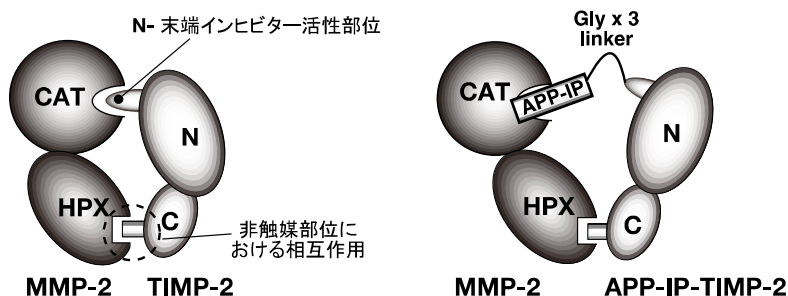 N- 末端インヒビター活性部位
CAT
N
HPX
C
非触媒部位に
おける相互作用
MMP-2
TIMP-2
Gly x 3
linker
CAT
APP-IP
N
HPX
C
MMP-2
APP-IP-TIMP-2